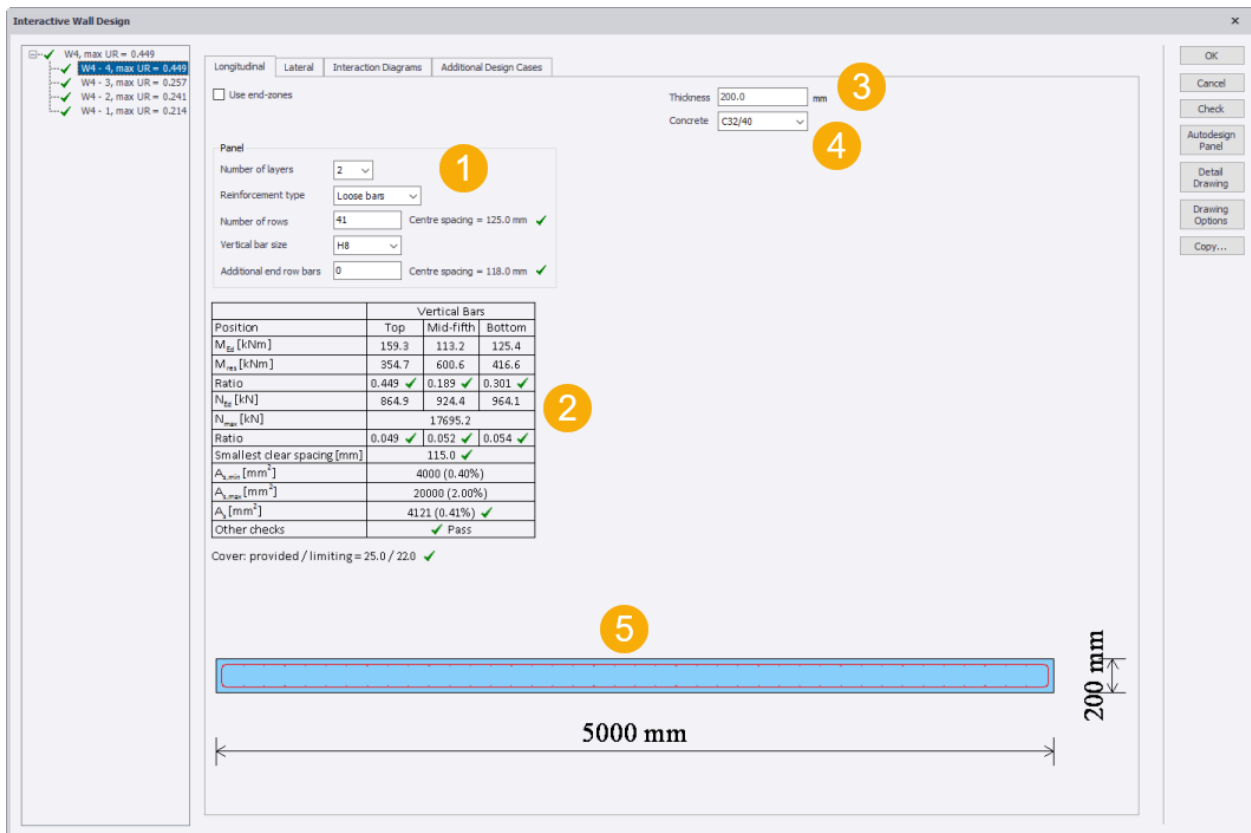 Interactive Wall Design
W4, max UR = 0.449
W4 - 4, max UR = 0.449
W4 - 3, max UR = 0.257
W4 - 2, max UR = 0.241
W4 - 1, max UR = 0.214
Longitudinal Lateral Interaction Diagrams Additional Design Cases
Use end-zones
Thickness 200.0 mm 3
Concrete C32/40 4
Panel
Number of layers 2 1
Reinforcement type Loose bars
Number of rows 41 Centre spacing = 125.0 mm
Vertical bar size H8
Additional end row bars 0 Centre spacing = 118.0 mm
Vertical Bars
Position Top Mid-fifth Bottom
M_Ed [kNm] 159.3 113.2 125.4
M_res [kNm] 354.7 600.6 416.6
Ratio 0.449 ✓ 0.189 ✓ 0.301 ✓
N_Ed [kN] 864.9 924.4 964.1
N_max [kN] 17695.2
Ratio 0.049 ✓ 0.052 ✓ 0.054 ✓
Smallest clear spacing [mm] 115.0 ✓
A_s,min [mm²] 4000 (0.40%)
A_s,max [mm²] 20000 (2.00%)
A_s [mm²] 4121 (0.41%) ✓
Other checks ✓ Pass
2
Cover: provided / limiting = 25.0 / 22.0 ✓
5
200 mm
5000 mm
OK
Cancel
Check
Autodesign
Panel
Detail
Drawing
Drawing
Options
Copy...